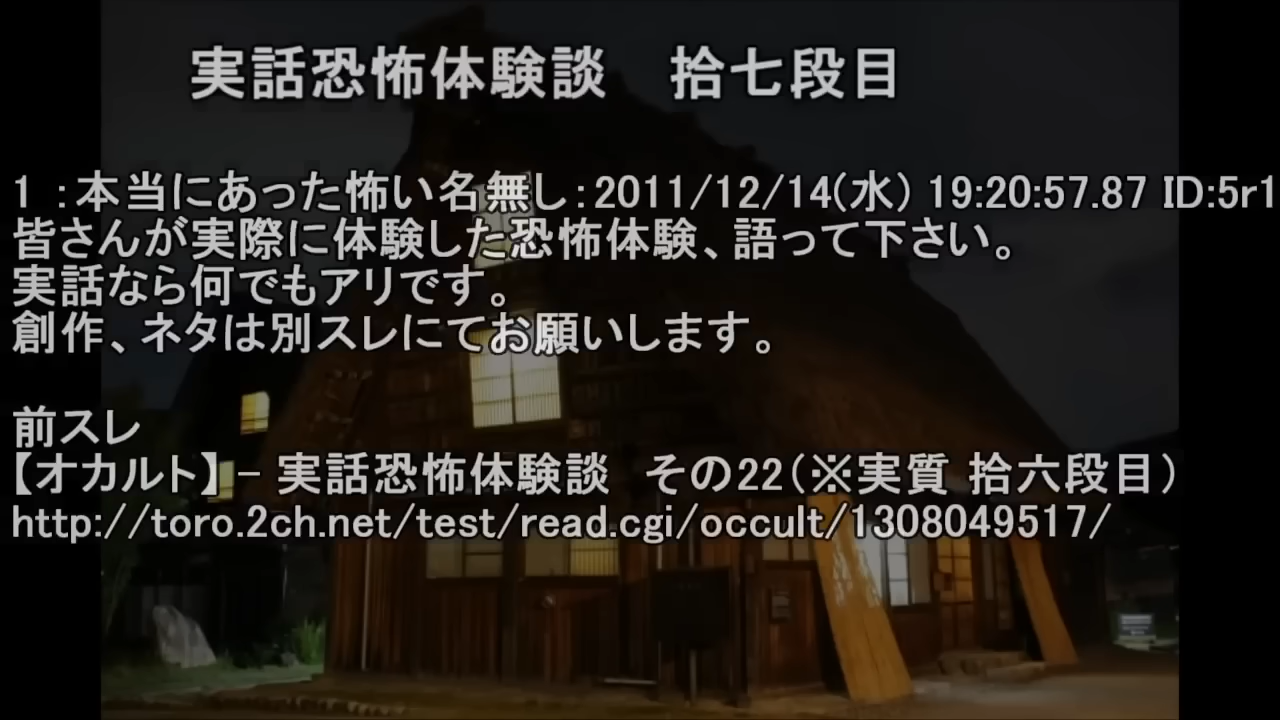 実話恐怖体験談　拾七段目
1 ：本当にあった怖い名無し：2011/12/14(水) 19:20:57.87 ID:5r1
皆さんが実際に体験した恐怖体験、語って下さい。
実話なら何でもアリです。
創作、ネタは別スレにてお願いします。
前スレ
【オカルト】－ 実話恐怖体験談　その22（※実質 拾六段目）
http://toro.2ch.net/test/read.cgi/occult/1308049517/